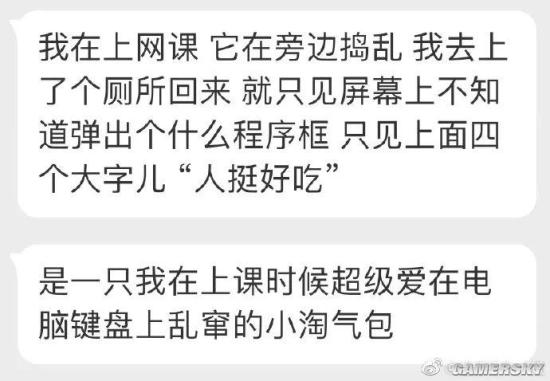 我在上网课 它在旁边捣乱 我去上
了个厕所回来 就只见屏幕上不知
道弹出个什么程序框 只见上面四
个大字儿 “人挺好吃”
是一只我在上课时候超级爱在电
脑键盘上乱窜的小淘气包
GAMERSKY